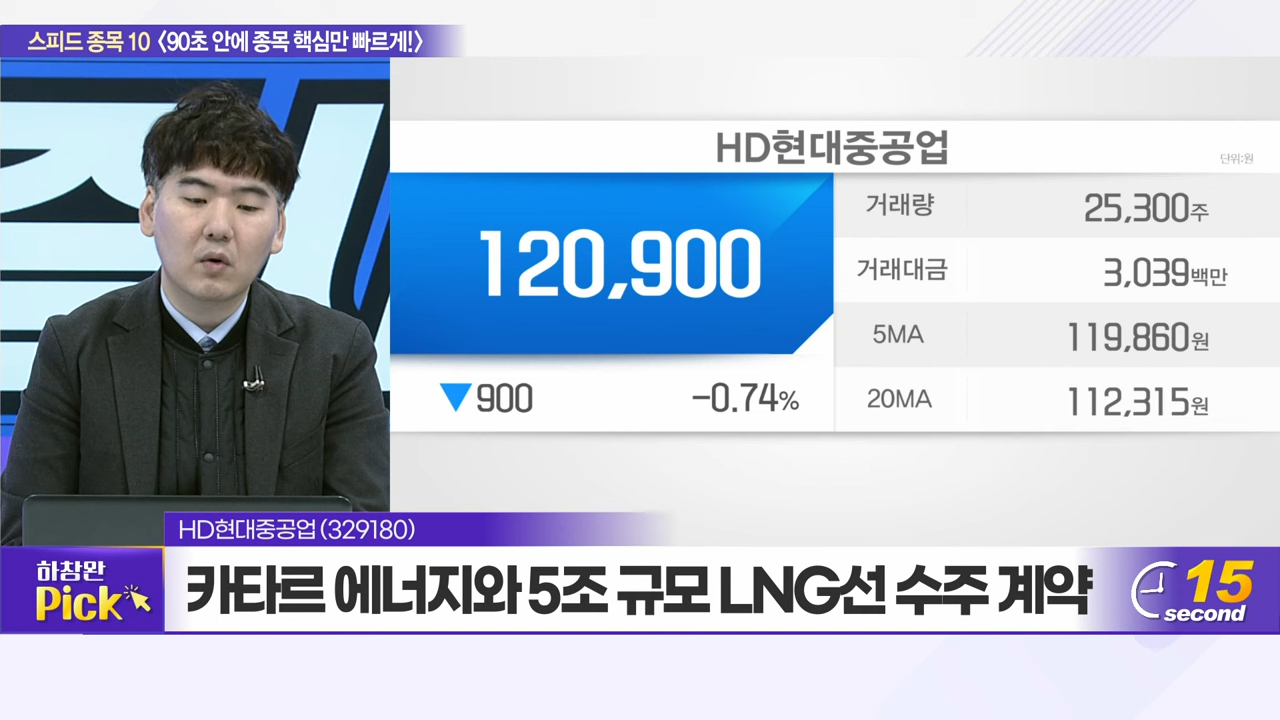 스피드 종목 10 <90초 안에 종목 핵심만 빠르게!>
HD현대중공업
단위:원
120,900
▼900 -0.74%
거래량 25,300주
거래대금 3,039백만
5MA 119,860원
20MA 112,315원
HD현대중공업 (329180)
하창완
Pick
카타르 에너지와 5조 규모 LNG선 수주 계약
15
second